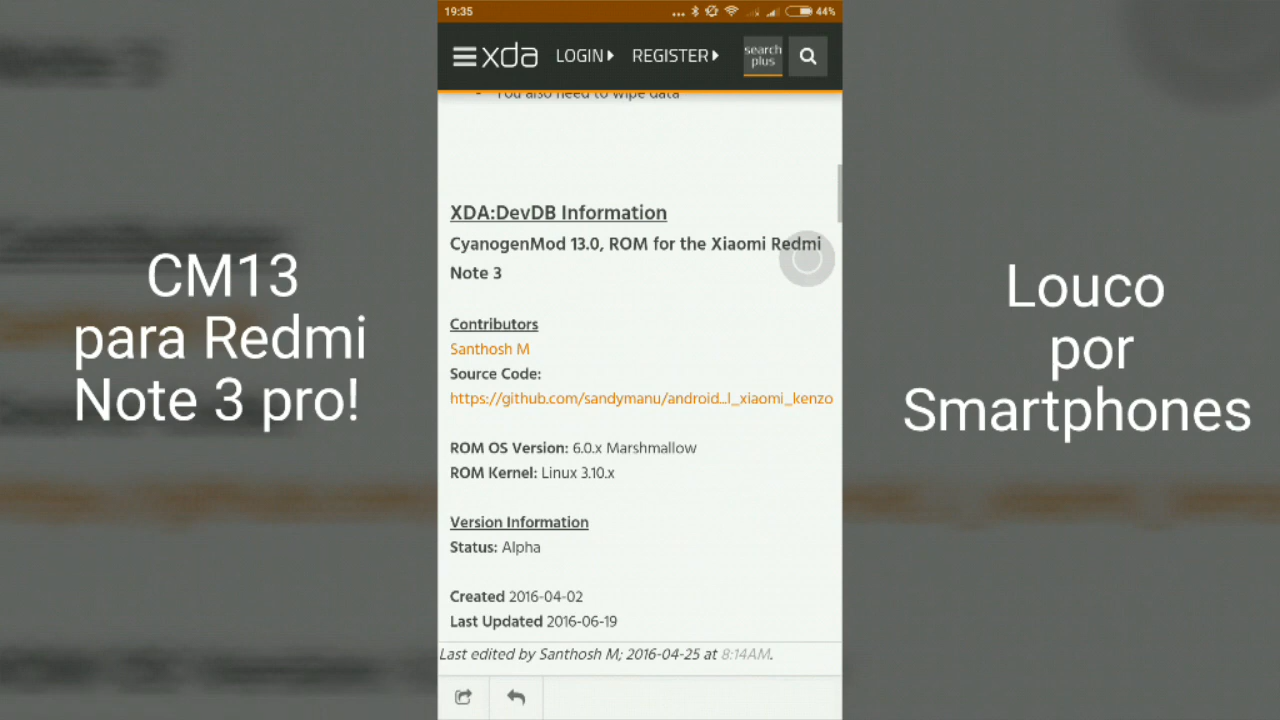 19:35
44%
xda LOGIN REGISTER search plus
- You also need to wipe data
XDA:DevDB Information
CyanogenMod 13.0, ROM for the Xiaomi Redmi
Note 3
Contributors
Santhosh M
Source Code:
https://github.com/sandymanu/android...l_xiaomi_kenzo
ROM OS Version: 6.0.x Marshmallow
ROM Kernel: Linux 3.10.x
Version Information
Status: Alpha
Created 2016-04-02
Last Updated 2016-06-19
Last edited by Santhosh M; 2016-04-25 at 8:14AM.
CM13
para Redmi
Note 3 pro!
Louco
por
Smartphones